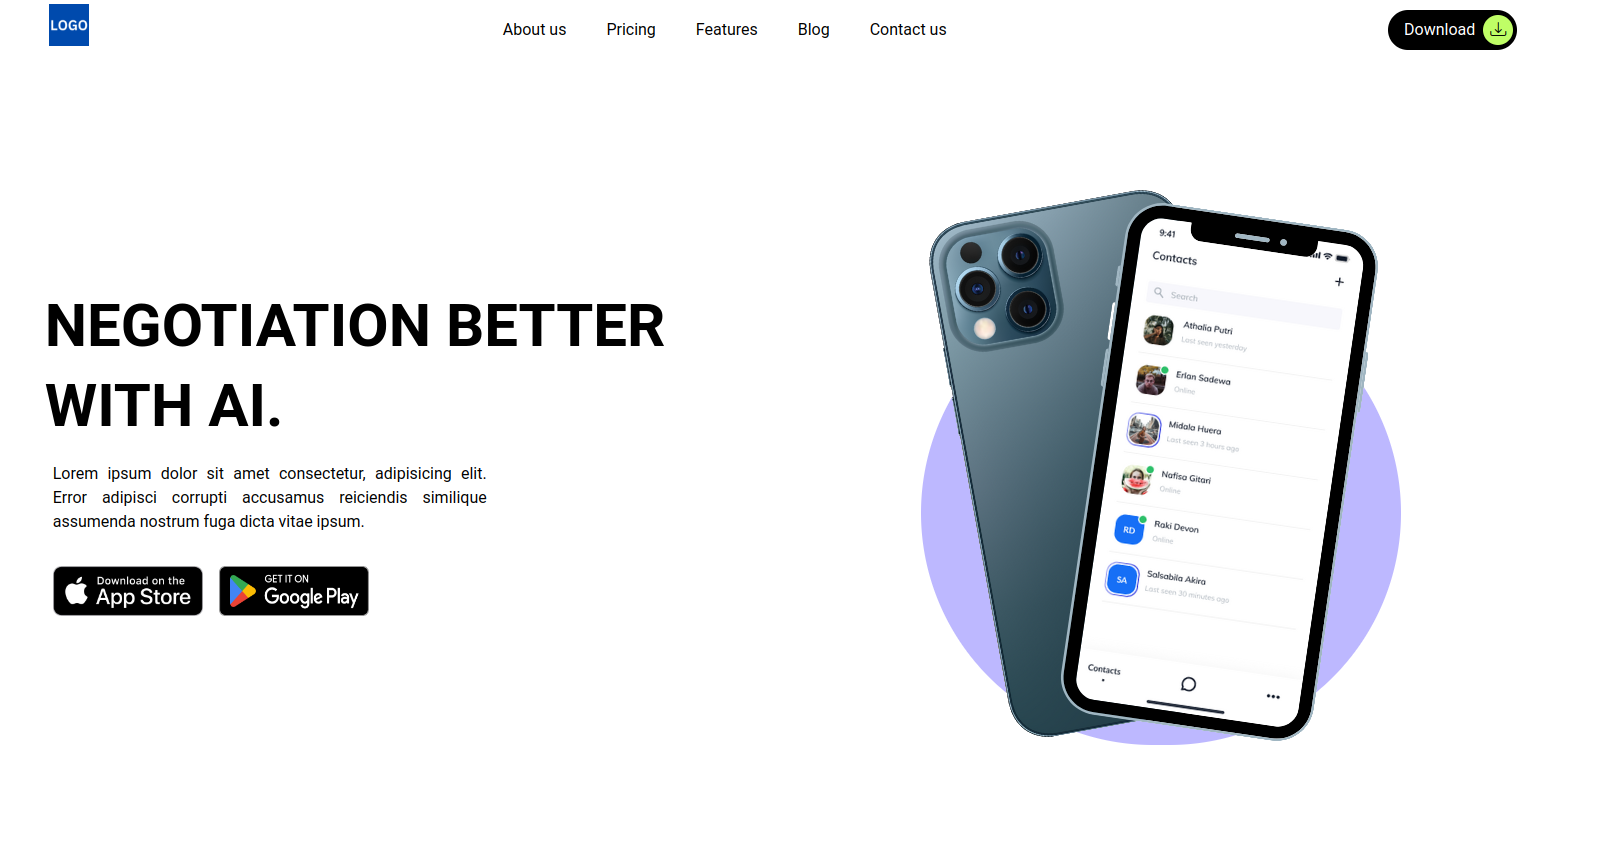 LOGO
About us
Pricing
Features
Blog
Contact us
Download
NEGOTIATION BETTER
WITH AI.
Lorem ipsum dolor sit amet consectetur, adipisicing elit.
Error adipisci corrupti accusamus reiciendis similique
assumenda nostrum fuga dicta vitae ipsum.
Download on the
App Store
GET IT ON
Google Play
9:41
Contacts
+
Search
Athalia Putri
Last seen yesterday
Erlan Sadewa
Online
Midala Huera
Last seen 3 hours ago
Nafisa Gitari
Online
RD
Raki Devon
Online
SA
Salsabila Akira
Last seen 30 minutes ago
Contacts